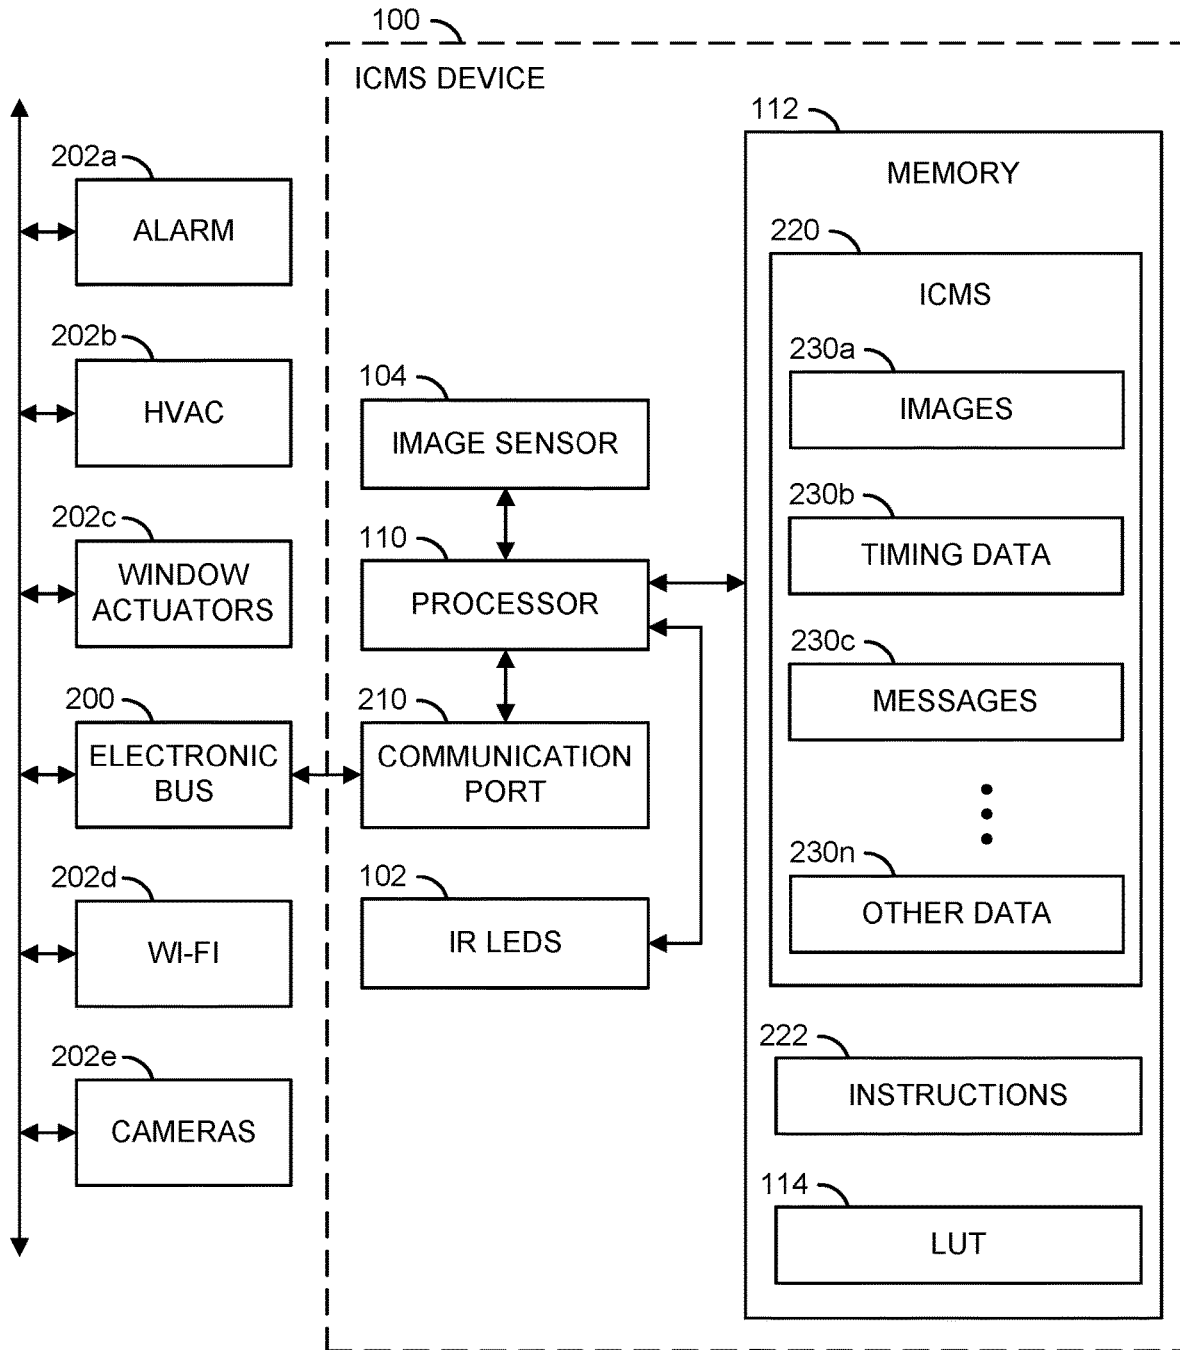 100
ICMS DEVICE
202a
ALARM
202b
HVAC
202c
WINDOW
ACTUATORS
200
ELECTRONIC
BUS
202d
WI-FI
202e
CAMERAS
104
IMAGE SENSOR
110
PROCESSOR
210
COMMUNICATION
PORT
102
IR LEDS
112
MEMORY
220
ICMS
230a
IMAGES
230b
TIMING DATA
230c
MESSAGES
230n
OTHER DATA
222
INSTRUCTIONS
114
LUT